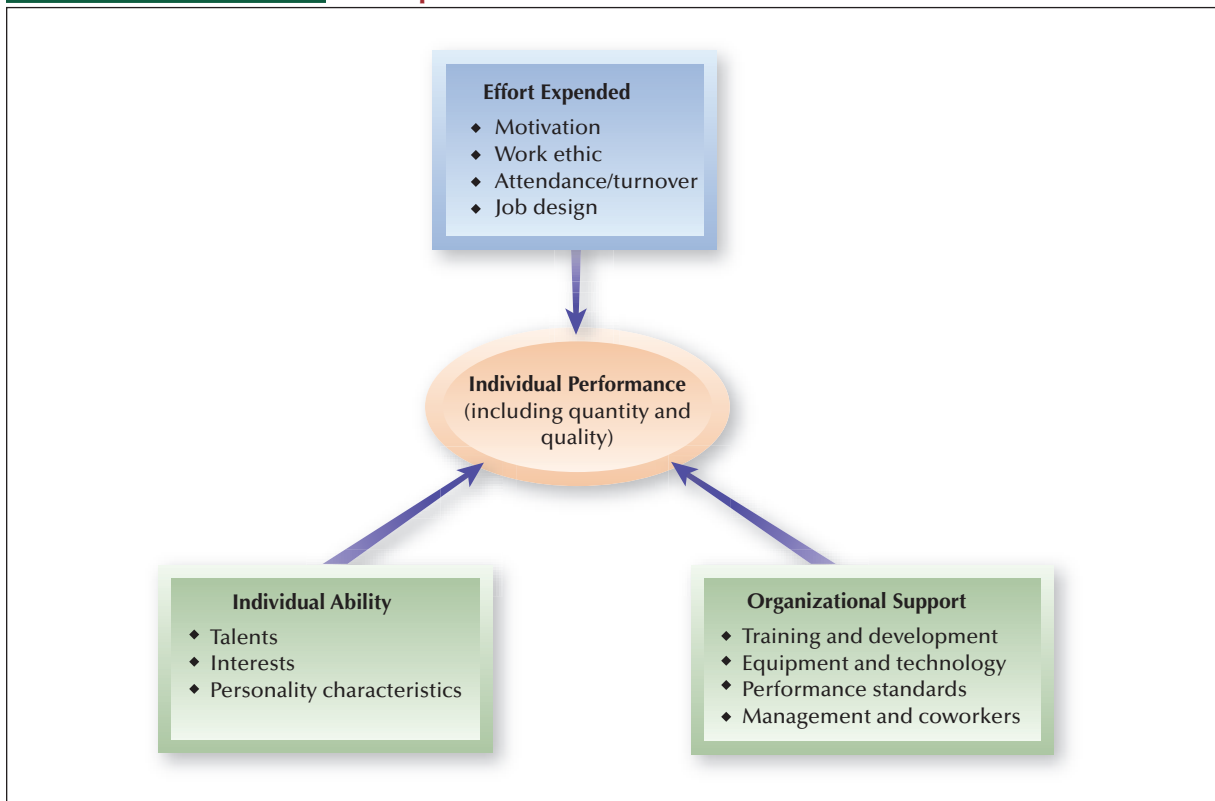 Effort Expended
◆ Motivation
◆ Work ethic
◆ Attendance/turnover
◆ Job design
Individual Performance
(including quantity and
quality)
Individual Ability
◆ Talents
◆ Interests
◆ Personality characteristics
Organizational Support
◆ Training and development
◆ Equipment and technology
◆ Performance standards
◆ Management and coworkers